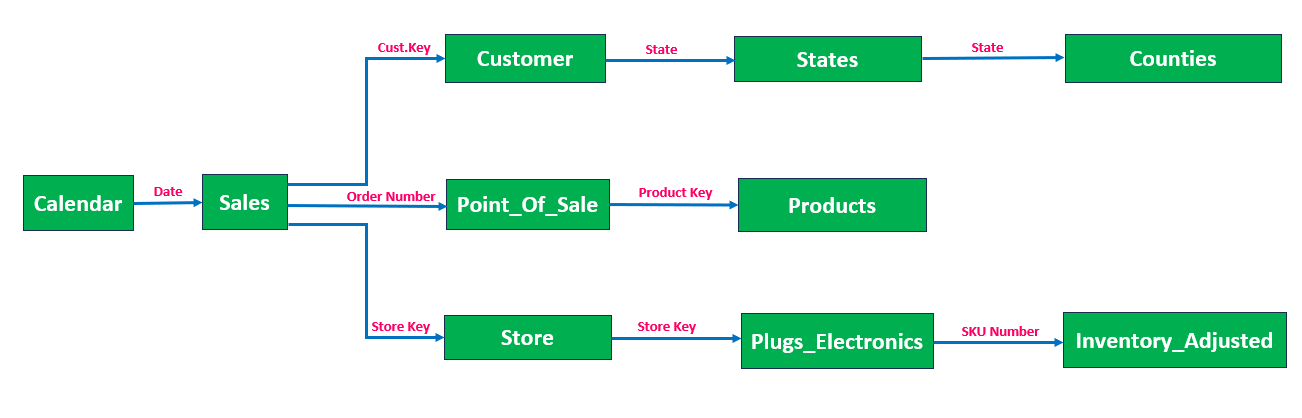 Cust.Key
Customer
State
States
State
Counties
Calendar
Date
Sales
Order Number
Point_Of_Sale
Product Key
Products
Store Key
Store
Store Key
Plugs_Electronics
SKU Number
Inventory_Adjusted